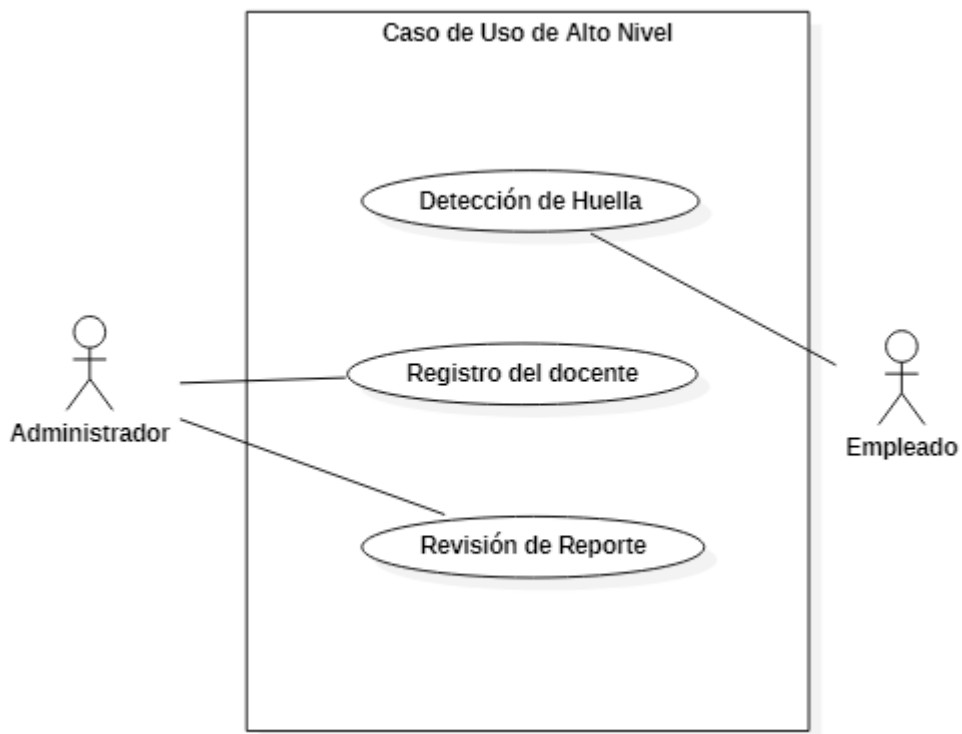 Caso de Uso de Alto Nivel
Detección de Huella
Registro del docente
Administrador
Empleado
Revisión de Reporte